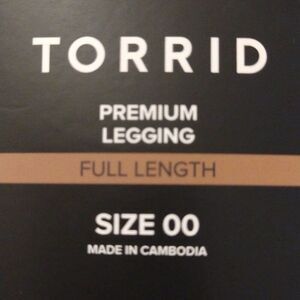 TORRID
PREMIUM
LEGGING
FULL LENGTH
SIZE 00
MADE IN CAMBODIA